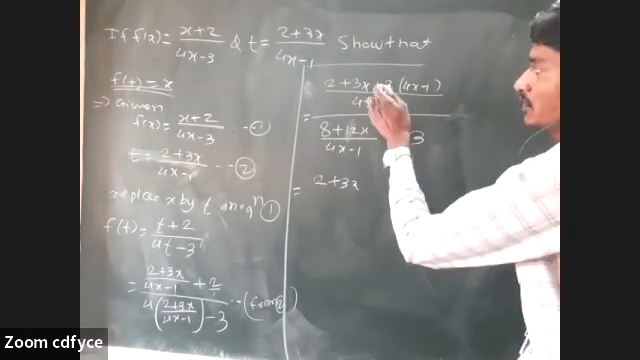 If f(x) = x+2/4x-3 & t = 2+3x/4x-1 Show that
f(t) = x
=> Given
f(x) = x+2/4x-3 ... ①
t = 2+3x/4x-1 ... ②
replace x by t in eqn ①
f(t) = t+2/4t-3
= (2+3x/4x-1 + 2/1) / (4(2+3x/4x-1) - 3) ... (from ②)
= (2+3x+2(4x-1)/4x
8+12x/4x-1 3
= 2+3x
Zoom cdfyce